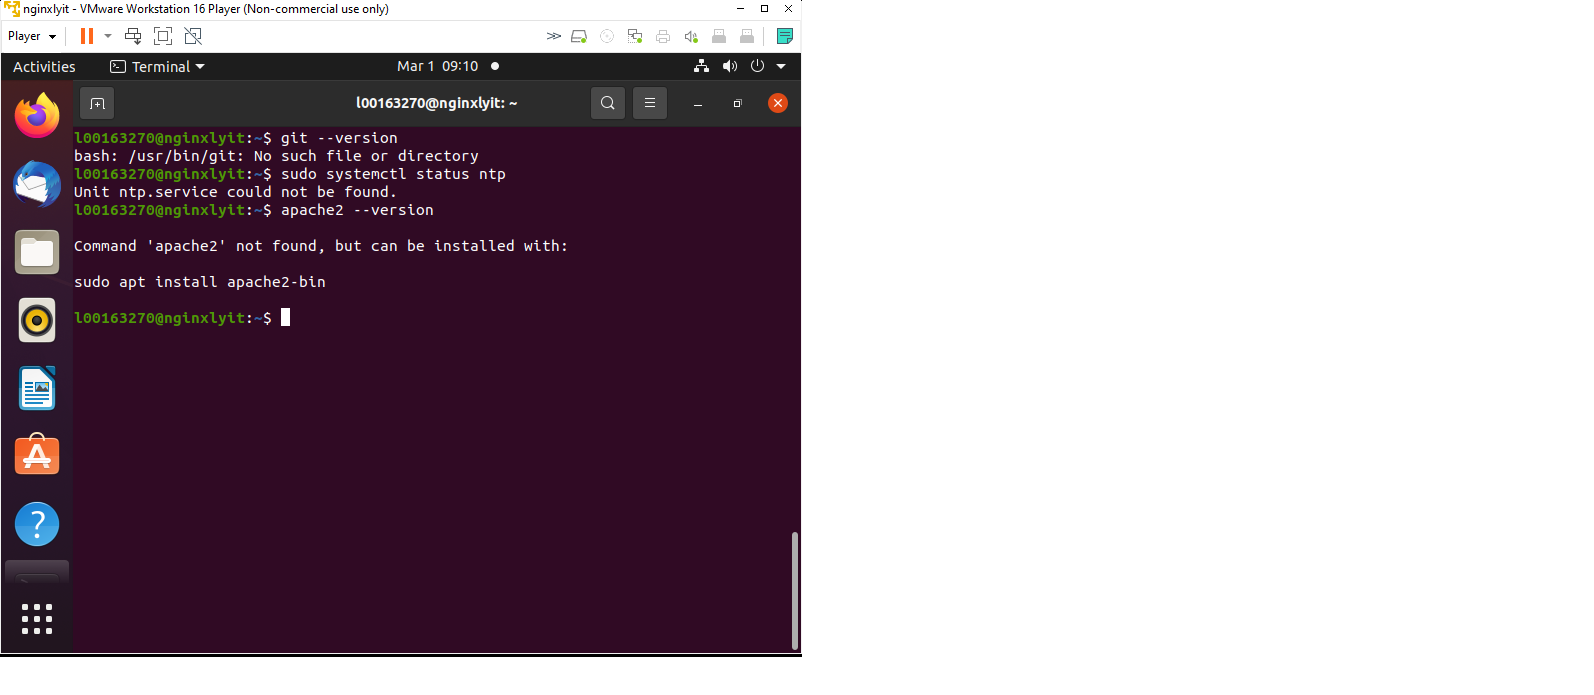 nginxlyit - VMware Workstation 16 Player (Non-commercial use only)
Player
Activities
Terminal
Mar 1 09:10
l00163270@nginxlyit: ~
l00163270@nginxlyit:~$ git --version
bash: /usr/bin/git: No such file or directory
l00163270@nginxlyit:~$ sudo systemctl status ntp
Unit ntp.service could not be found.
l00163270@nginxlyit:~$ apache2 --version
Command 'apache2' not found, but can be installed with:
sudo apt install apache2-bin
l00163270@nginxlyit:~$